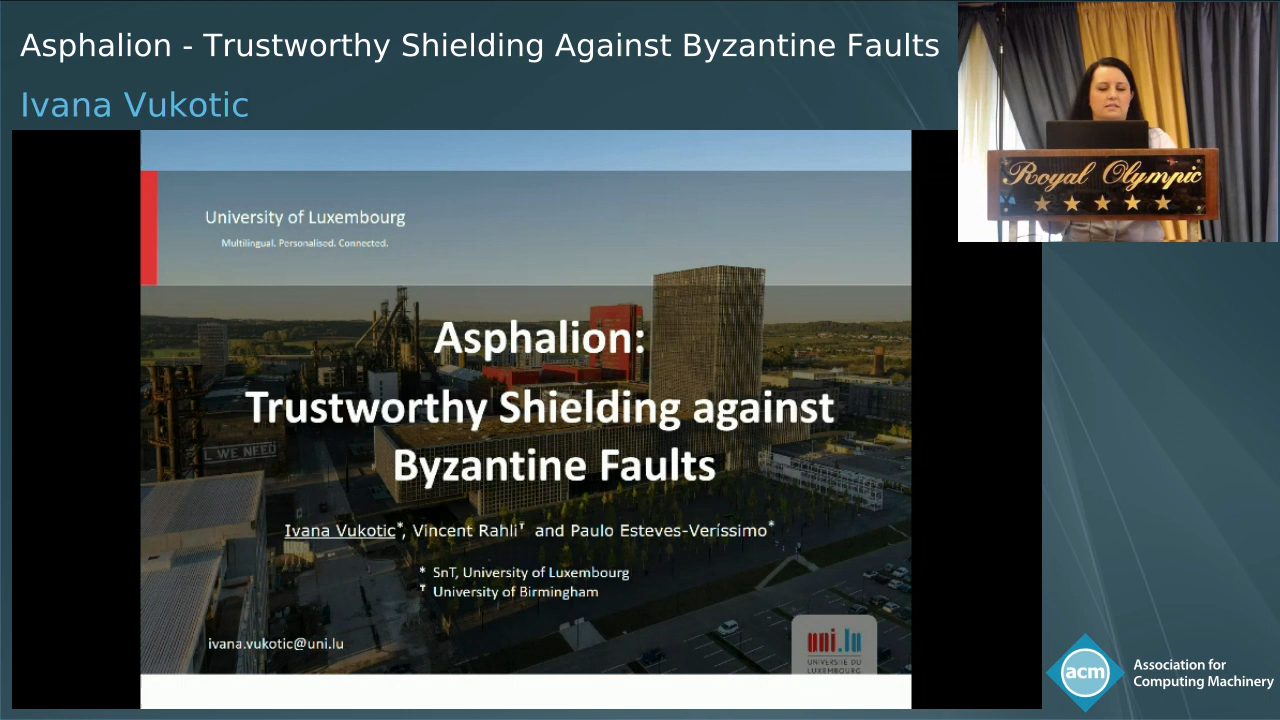 Asphalion - Trustworthy Shielding Against Byzantine Faults
Ivana Vukotic
Royal Olympic
University of Luxembourg
Multilingual. Personalised. Connected.
Asphalion:
Trustworthy Shielding against
Byzantine Faults
L WE NEED
Ivana Vukotic*, Vincent Rahli┬ and Paulo Esteves-Veríssimo*
* SnT, University of Luxembourg
┬ University of Birmingham
ivana.vukotic@uni.lu
uni.lu
UNIVERSITÉ DU
LUXEMBOURG
acm
Association for
Computing Machinery